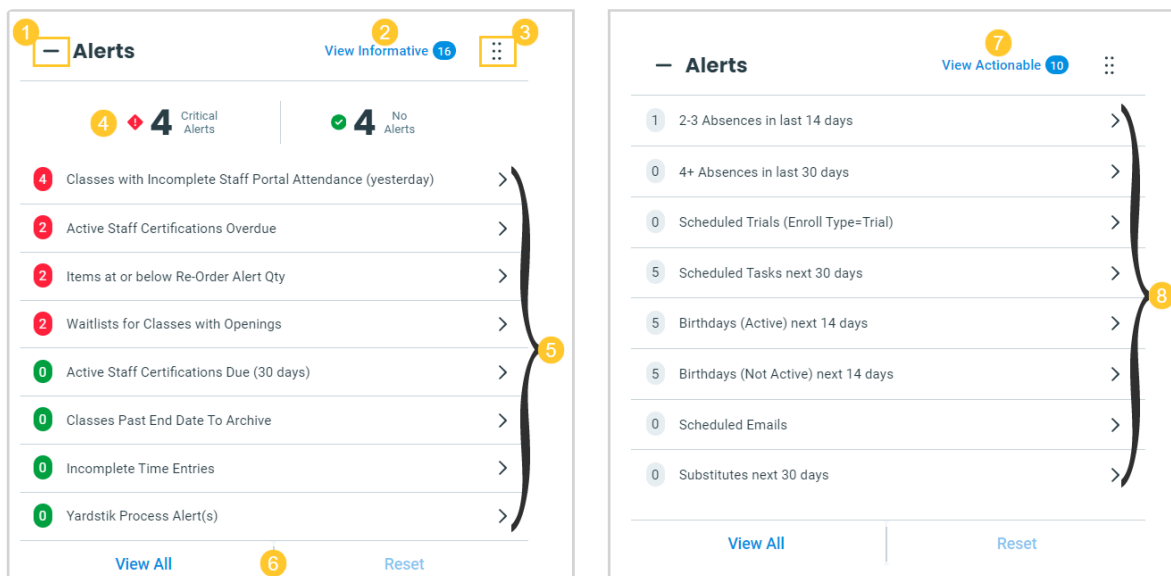 1
2
3
Alerts
View Informative 16
4
4 Critical Alerts
4 No Alerts
4 Classes with Incomplete Staff Portal Attendance (yesterday)
2 Active Staff Certifications Overdue
2 Items at or below Re-Order Alert Qty
2 Waitlists for Classes with Openings
0 Active Staff Certifications Due (30 days)
0 Classes Past End Date To Archive
0 Incomplete Time Entries
0 Yardstik Process Alert(s)
5
View All
6
Reset
7
Alerts
View Actionable 10
1 2-3 Absences in last 14 days
0 4+ Absences in last 30 days
0 Scheduled Trials (Enroll Type=Trial)
5 Scheduled Tasks next 30 days
5 Birthdays (Active) next 14 days
5 Birthdays (Not Active) next 14 days
0 Scheduled Emails
0 Substitutes next 30 days
8
View All
Reset